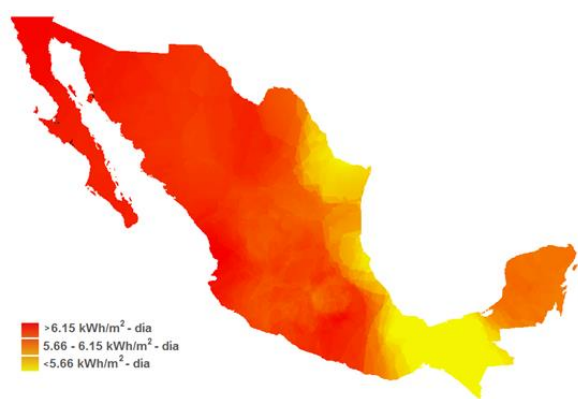 >6.15 kWh/m² - dia
5.66 - 6.15 kWh/m² - dia
<5.66 kWh/m² - dia